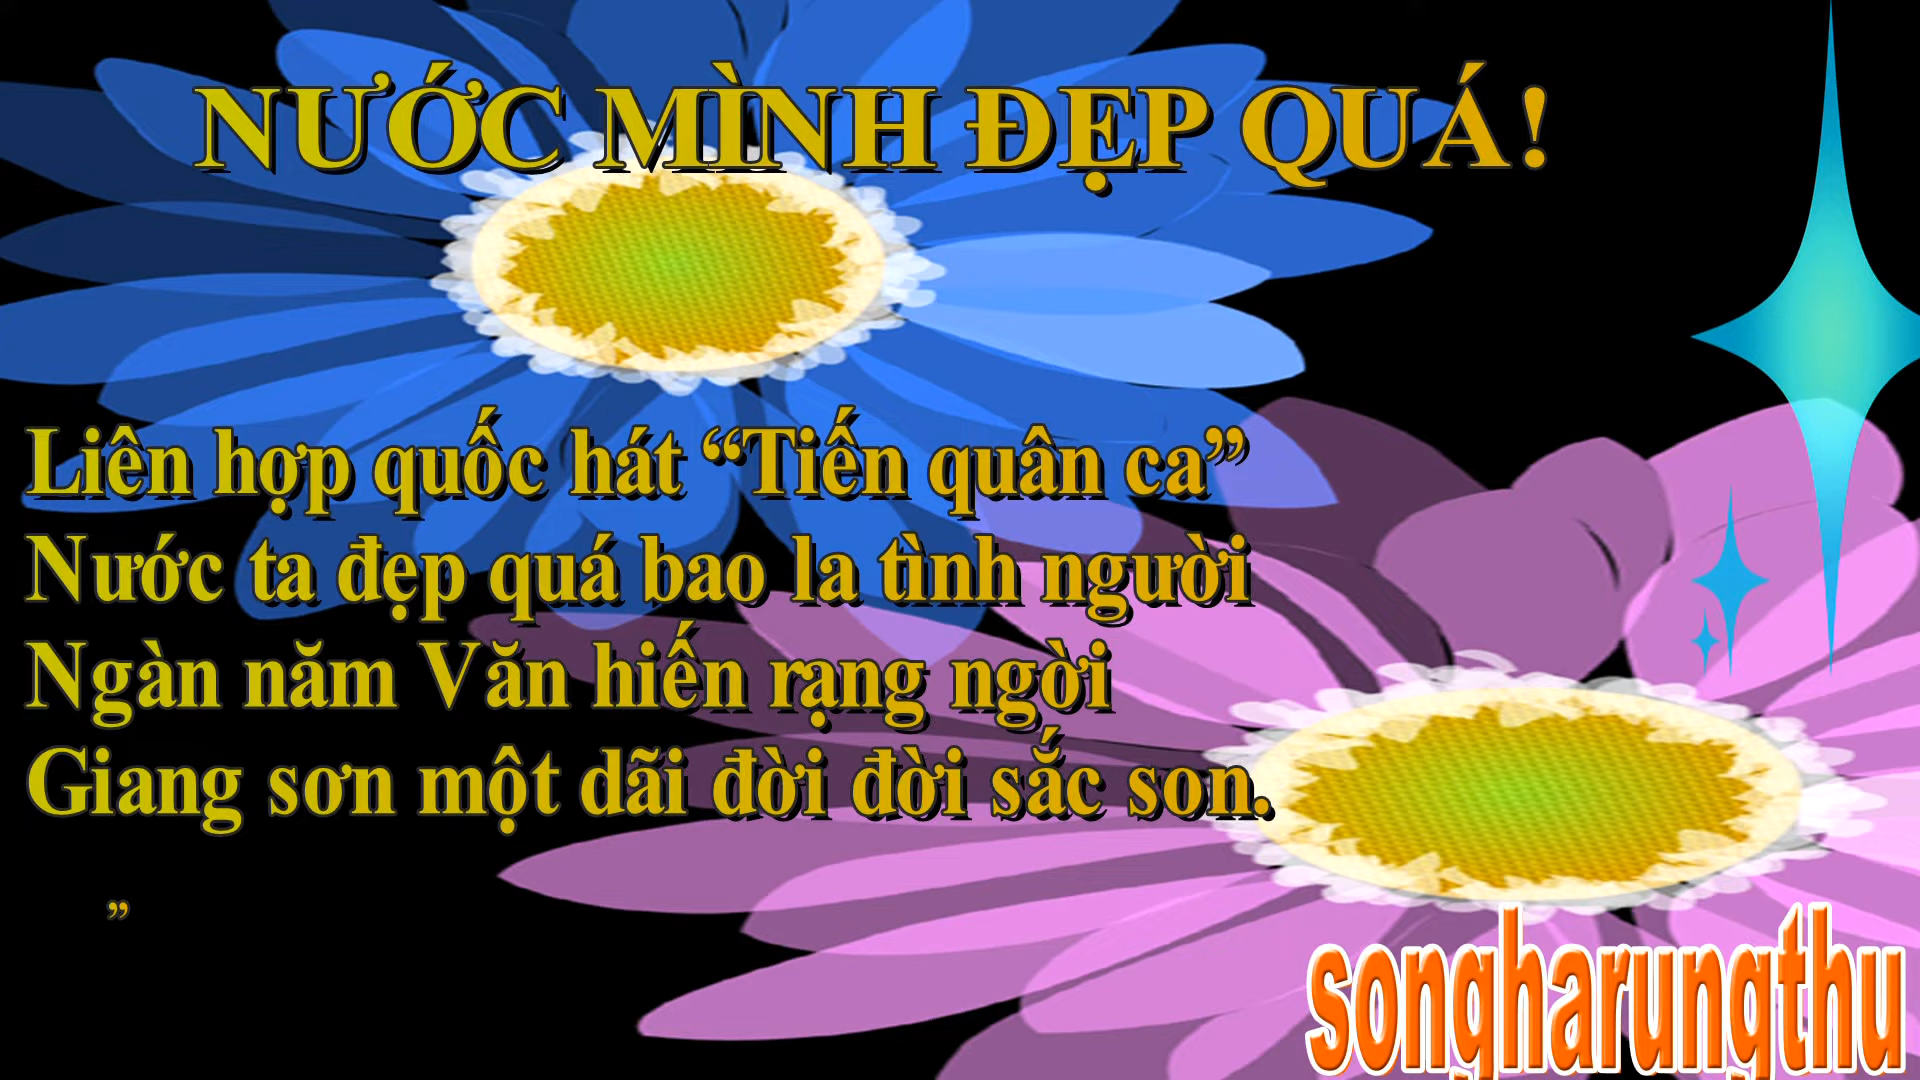 NƯỚC MÌNH ĐẸP QUÁ!
Liên hợp quốc hát “Tiến quân ca”
Nước ta đẹp quá bao la tình người
Ngàn năm Văn hiến rạng ngời
Giang sơn một dãi đời đời sắc son.
”
songharungthu